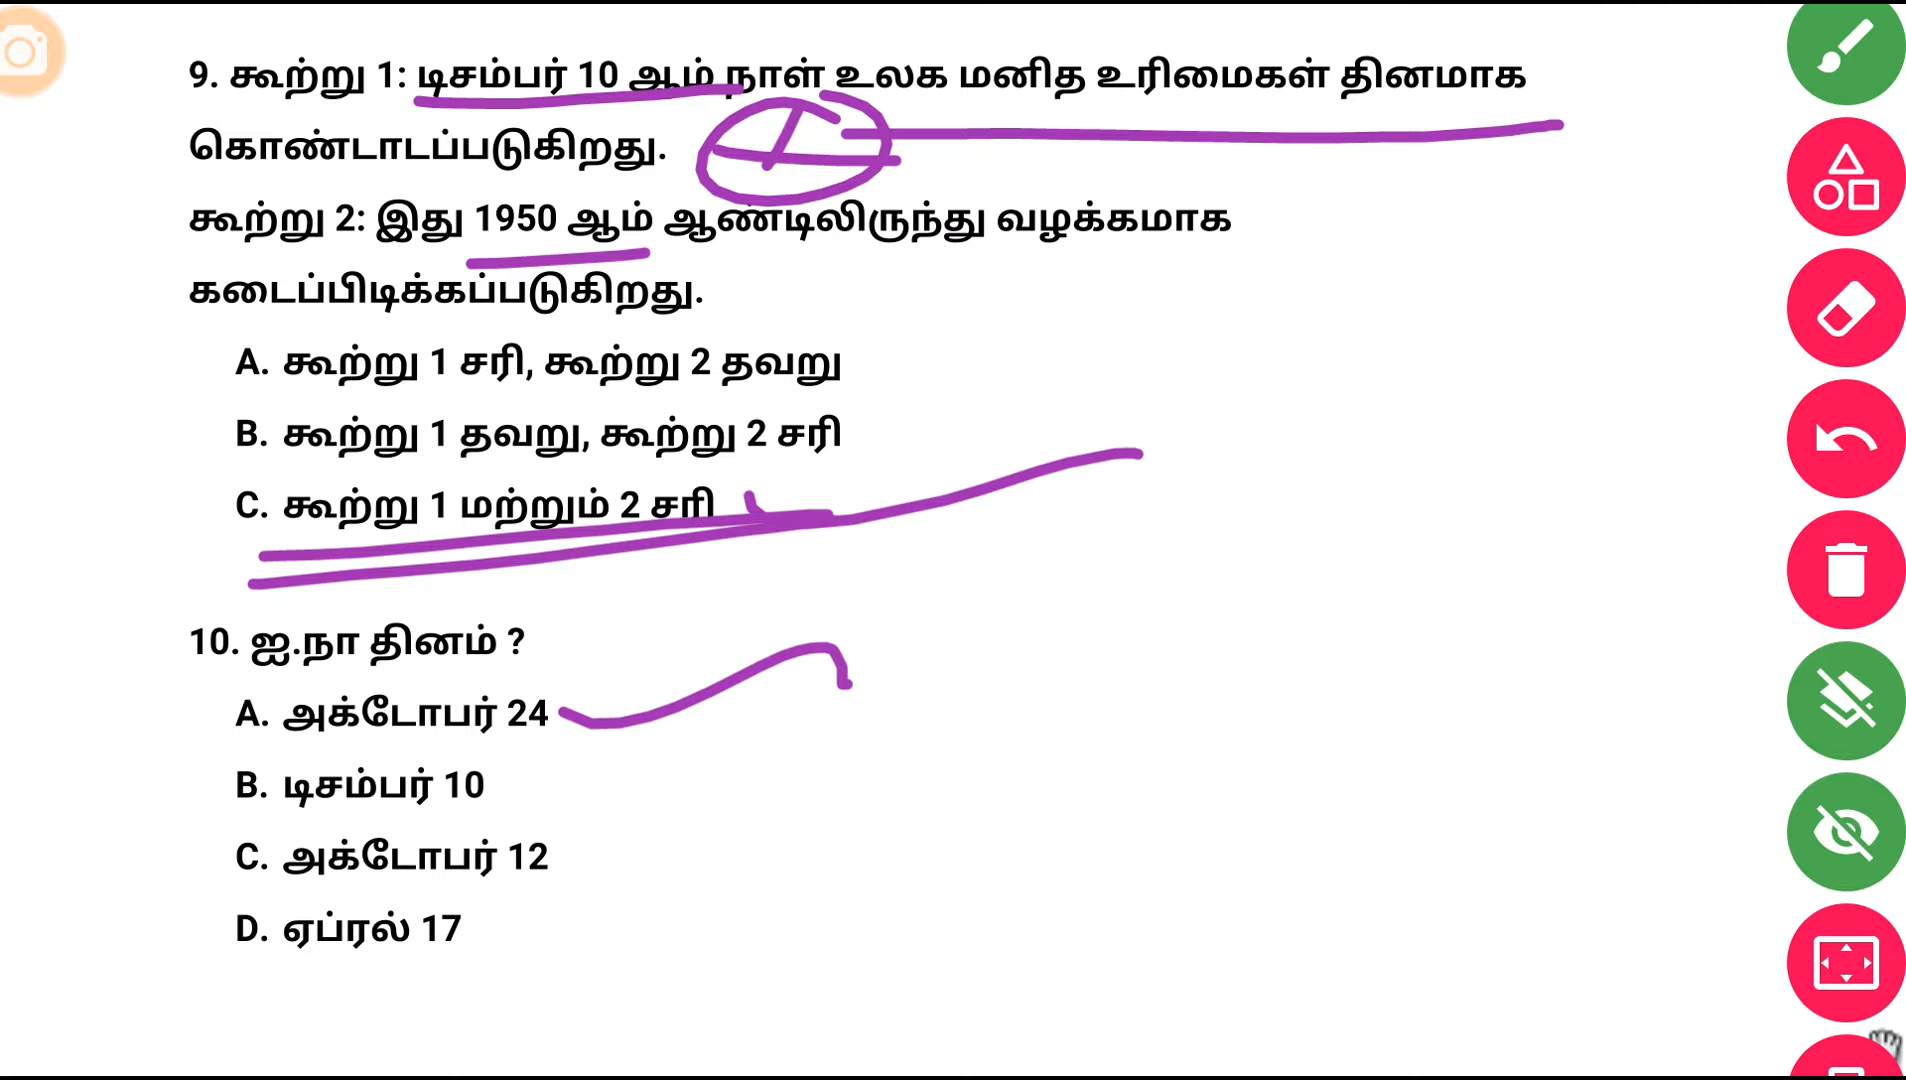 9. கூற்று 1: டிசம்பர் 10 ஆம் நாள் உலக மனித உரிமைகள் தினமாக
கொண்டாடப்படுகிறது.
கூற்று 2: இது 1950 ஆம் ஆண்டிலிருந்து வழக்கமாக
கடைப்பிடிக்கப்படுகிறது.
A. கூற்று 1 சரி, கூற்று 2 தவறு
B. கூற்று 1 தவறு, கூற்று 2 சரி
C. கூற்று 1 மற்றும் 2 சரி
10. ஐ.நா தினம் ?
A. அக்டோபர் 24
B. டிசம்பர் 10
C. அக்டோபர் 12
D. ஏப்ரல் 17